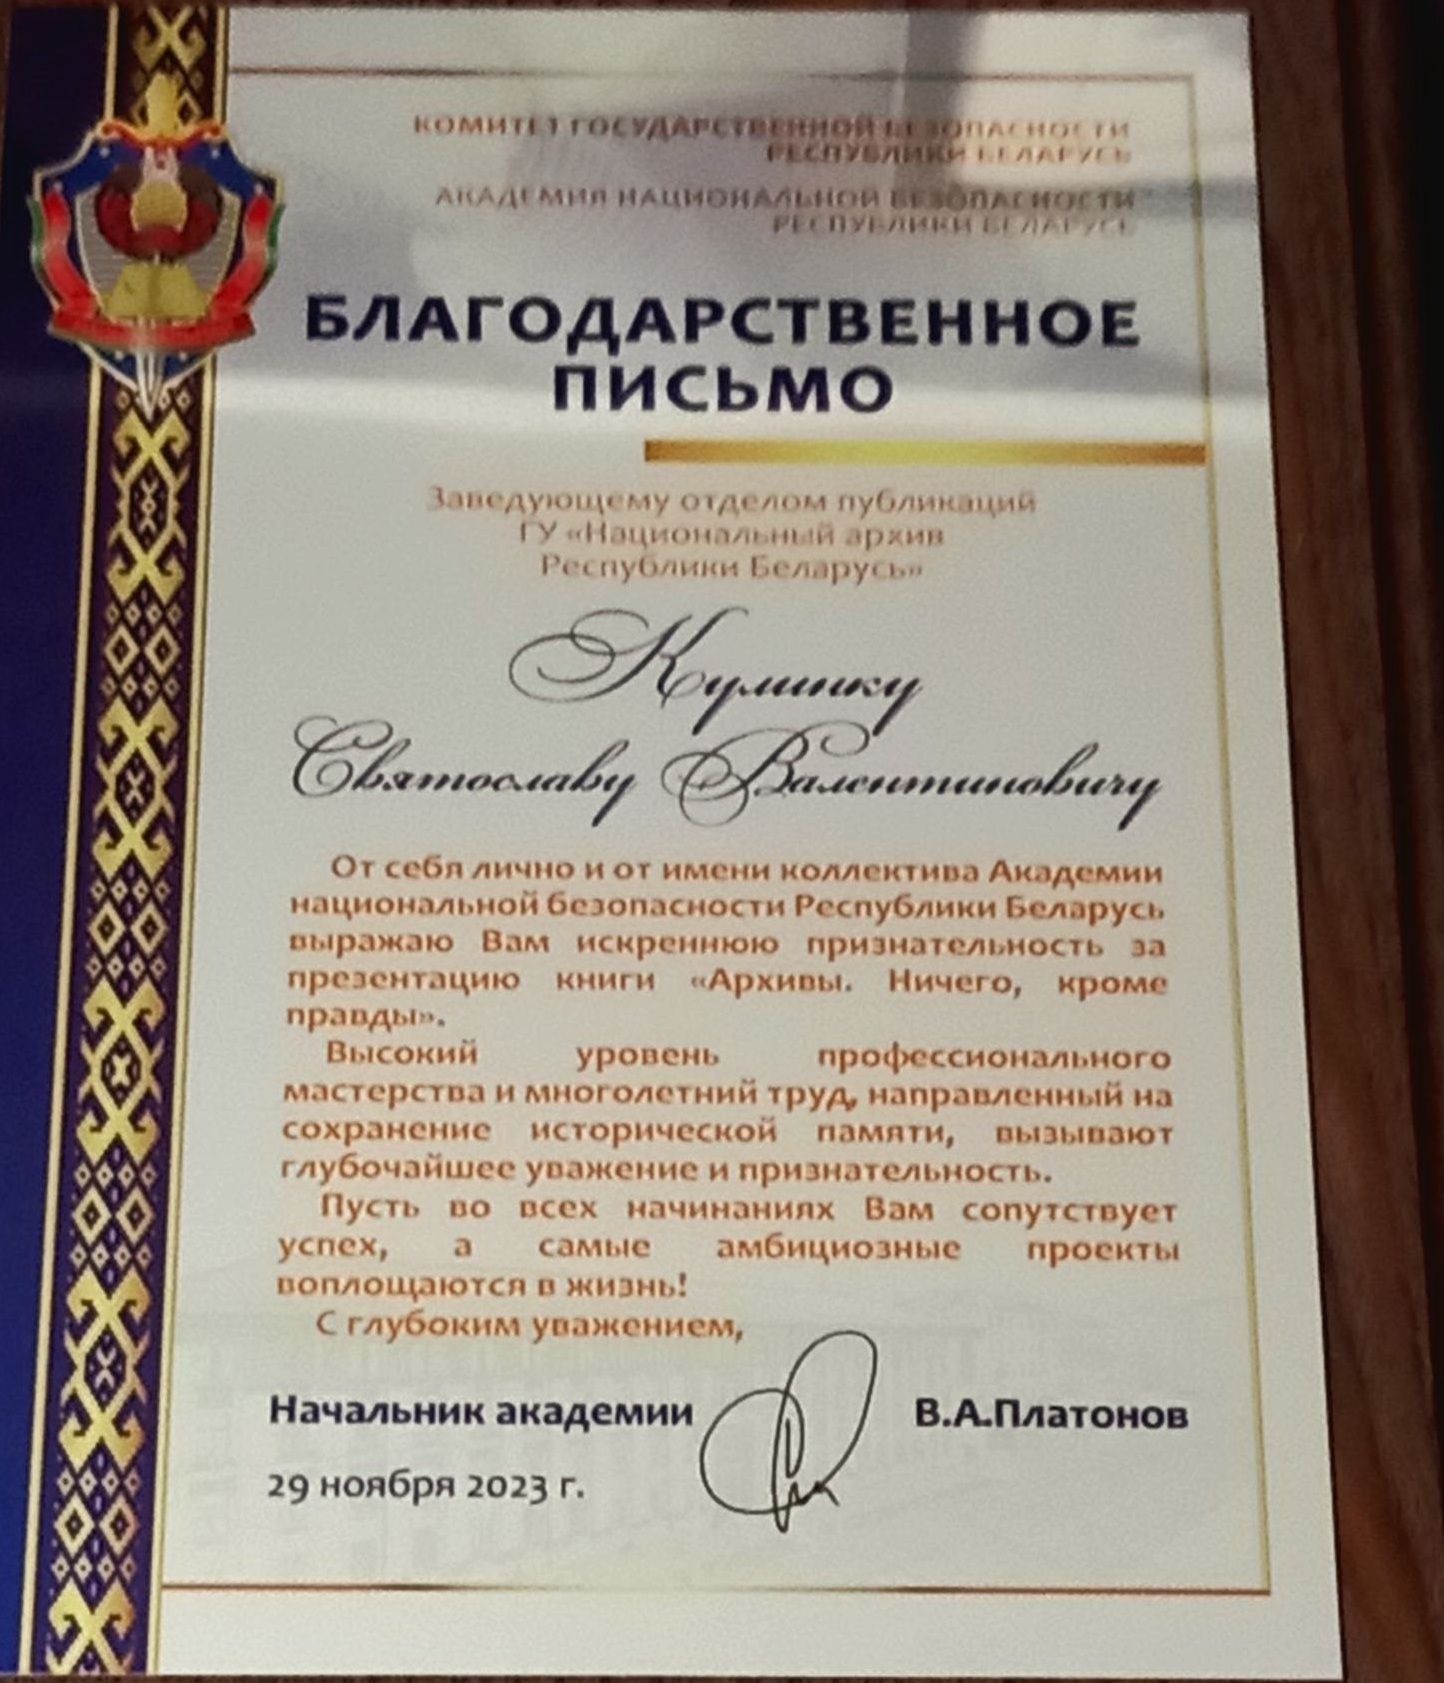 КОМИТЕТ ГОСУДАРСТВЕННОЙ БЕЗОПАСНОСТИ
РЕСПУБЛИКИ БЕЛАРУСЬ
АКАДЕМИЯ НАЦИОНАЛЬНОЙ БЕЗОПАСНОСТИ
РЕСПУБЛИКИ БЕЛАРУСЬ
БЛАГОДАРСТВЕННОЕ
ПИСЬМО
Заведующему отделом публикаций
ГУ «Национальный архив
Республики Беларусь»
Кулинку
Святославу Валентиновичу
От себя лично и от имени коллектива Академии
национальной безопасности Республики Беларусь
выражаю Вам искреннюю признательность за
презентацию книги «Архивы. Ничего, кроме
правды».
Высокий уровень профессионального
мастерства и многолетний труд, направленный на
сохранение исторической памяти, вызывают
глубочайшее уважение и признательность.
Пусть во всех начинаниях Вам сопутствует
успех, а самые амбициозные проекты
воплощаются в жизнь!
С глубоким уважением,
Начальник академии В.А.Платонов
29 ноября 2023 г.